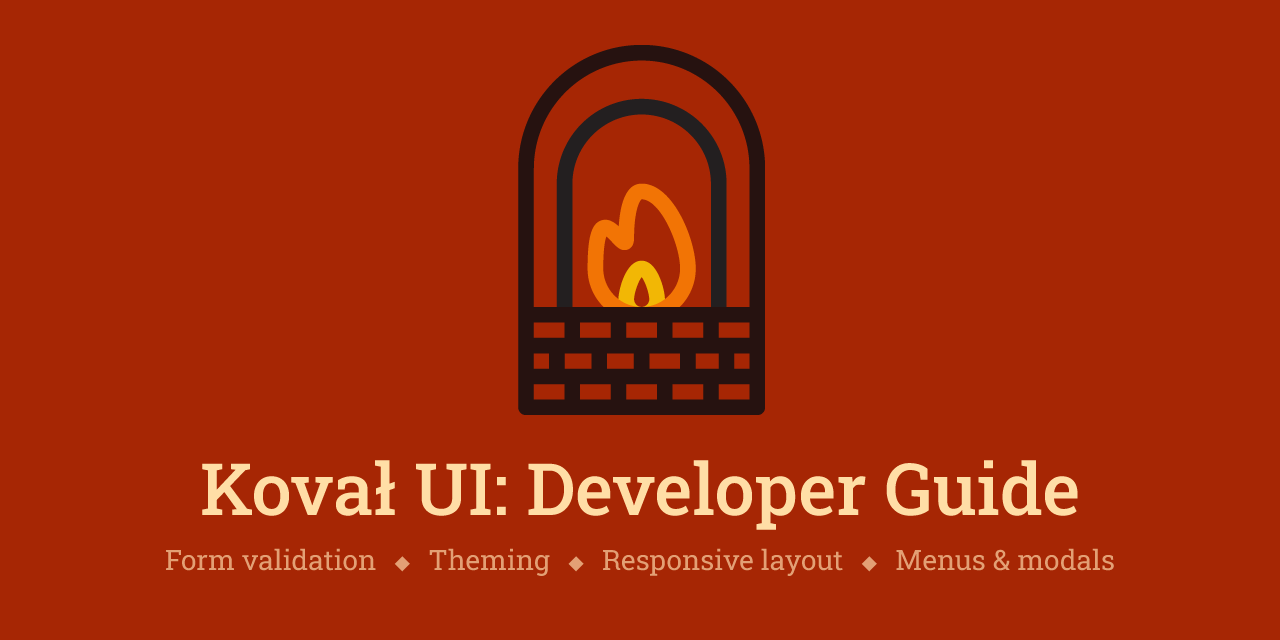 Kovał UI: Developer Guide
Form validation ◆ Theming ◆ Responsive layout ◆ Menus & modals